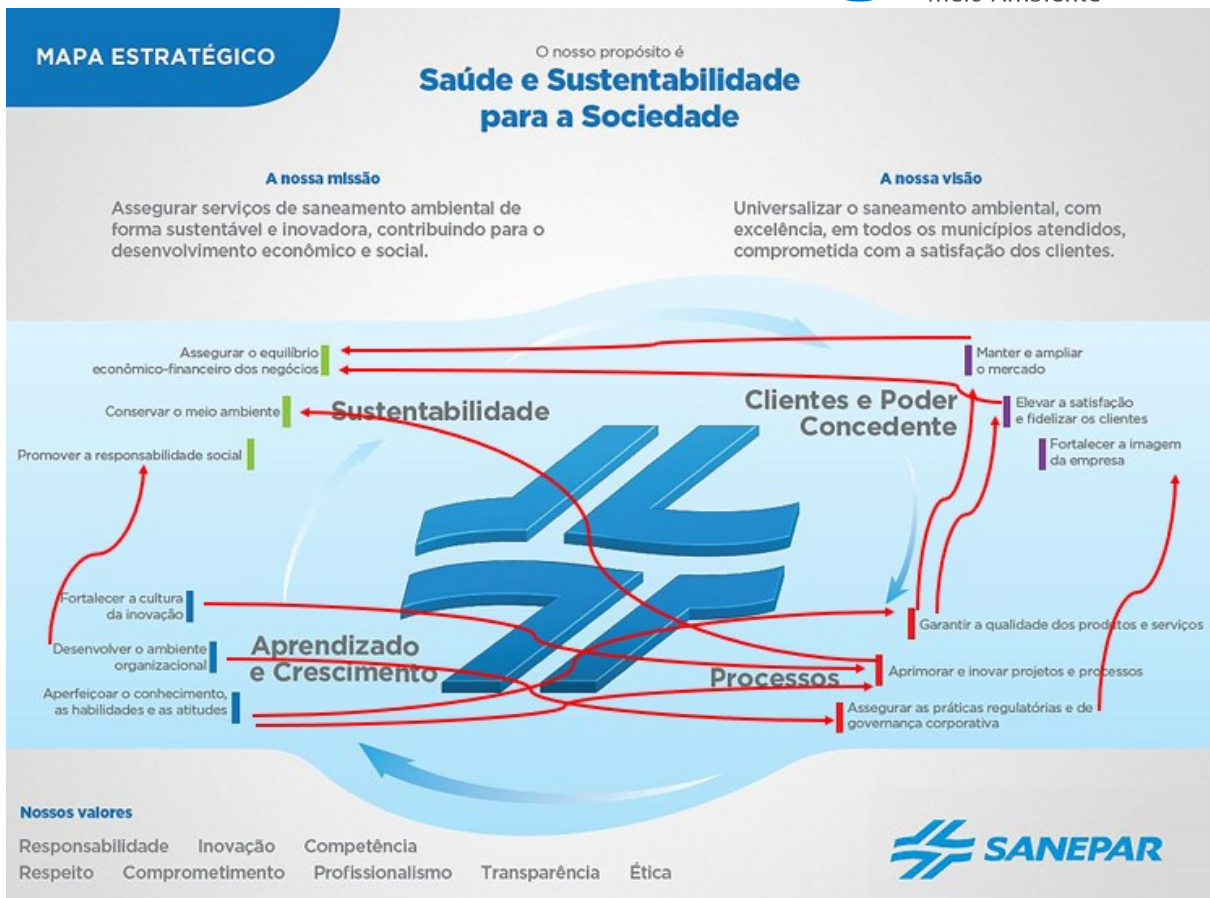 Meio Ambiente
MAPA ESTRATÉGICO
O nosso propósito é
Saúde e Sustentabilidade
para a Sociedade
A nossa missão
Assegurar serviços de saneamento ambiental de
forma sustentável e inovadora, contribuindo para o
desenvolvimento econômico e social.
A nossa visão
Universalizar o saneamento ambiental, com
excelência, em todos os municípios atendidos,
comprometida com a satisfação dos clientes.
Assegurar o equilíbrio
econômico-financeiro dos negócios
Conservar o meio ambiente
Promover a responsabilidade social
Sustentabilidade
Clientes e Poder
Concedente
Manter e ampliar
o mercado
Elevar a satisfação
e fidelizar os clientes
Fortalecer a imagem
da empresa
Fortalecer a cultura
da inovação
Desenvolver o ambiente
organizacional
Aperfeiçoar o conhecimento,
as habilidades e as atitudes
Aprendizado
e Crescimento
Processos
Garantir a qualidade dos produtos e serviços
Aprimorar e inovar projetos e processos
Assegurar as práticas regulatórias e de
governança corporativa
Nossos valores
Responsabilidade Inovação Competência
Respeito Comprometimento Profissionalismo Transparência Ética
SANEPAR